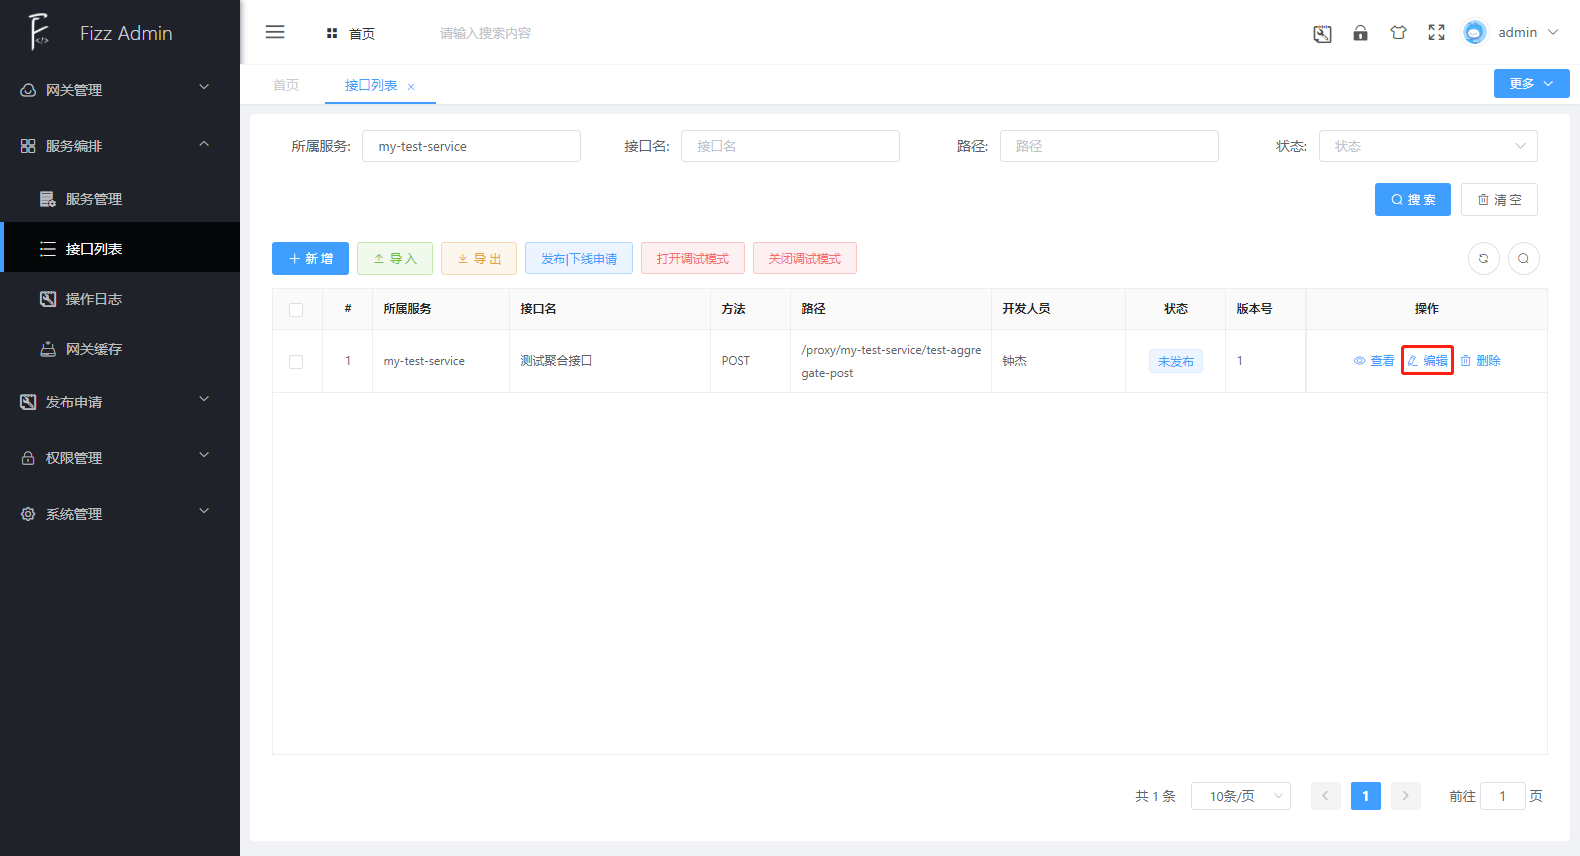 Fizz Admin
首页
请输入搜索内容
admin
网关管理
服务编排
服务管理
接口列表
操作日志
网关缓存
发布申请
权限管理
系统管理
首页
接口列表 ×
更多
所属服务: my-test-service
接口名: 接口名
路径: 路径
状态: 状态
搜 索
清 空
+ 新 增
导 入
导 出
发布|下线申请
打开调试模式
关闭调试模式
# 所属服务 接口名 方法 路径 开发人员 状态 版本号 操作
1 my-test-service 测试聚合接口 POST /proxy/my-test-service/test-aggre
gate-post 钟杰 未发布 1 查看 编辑 删除
共 1 条 10条/页 < 1 > 前往 1 页